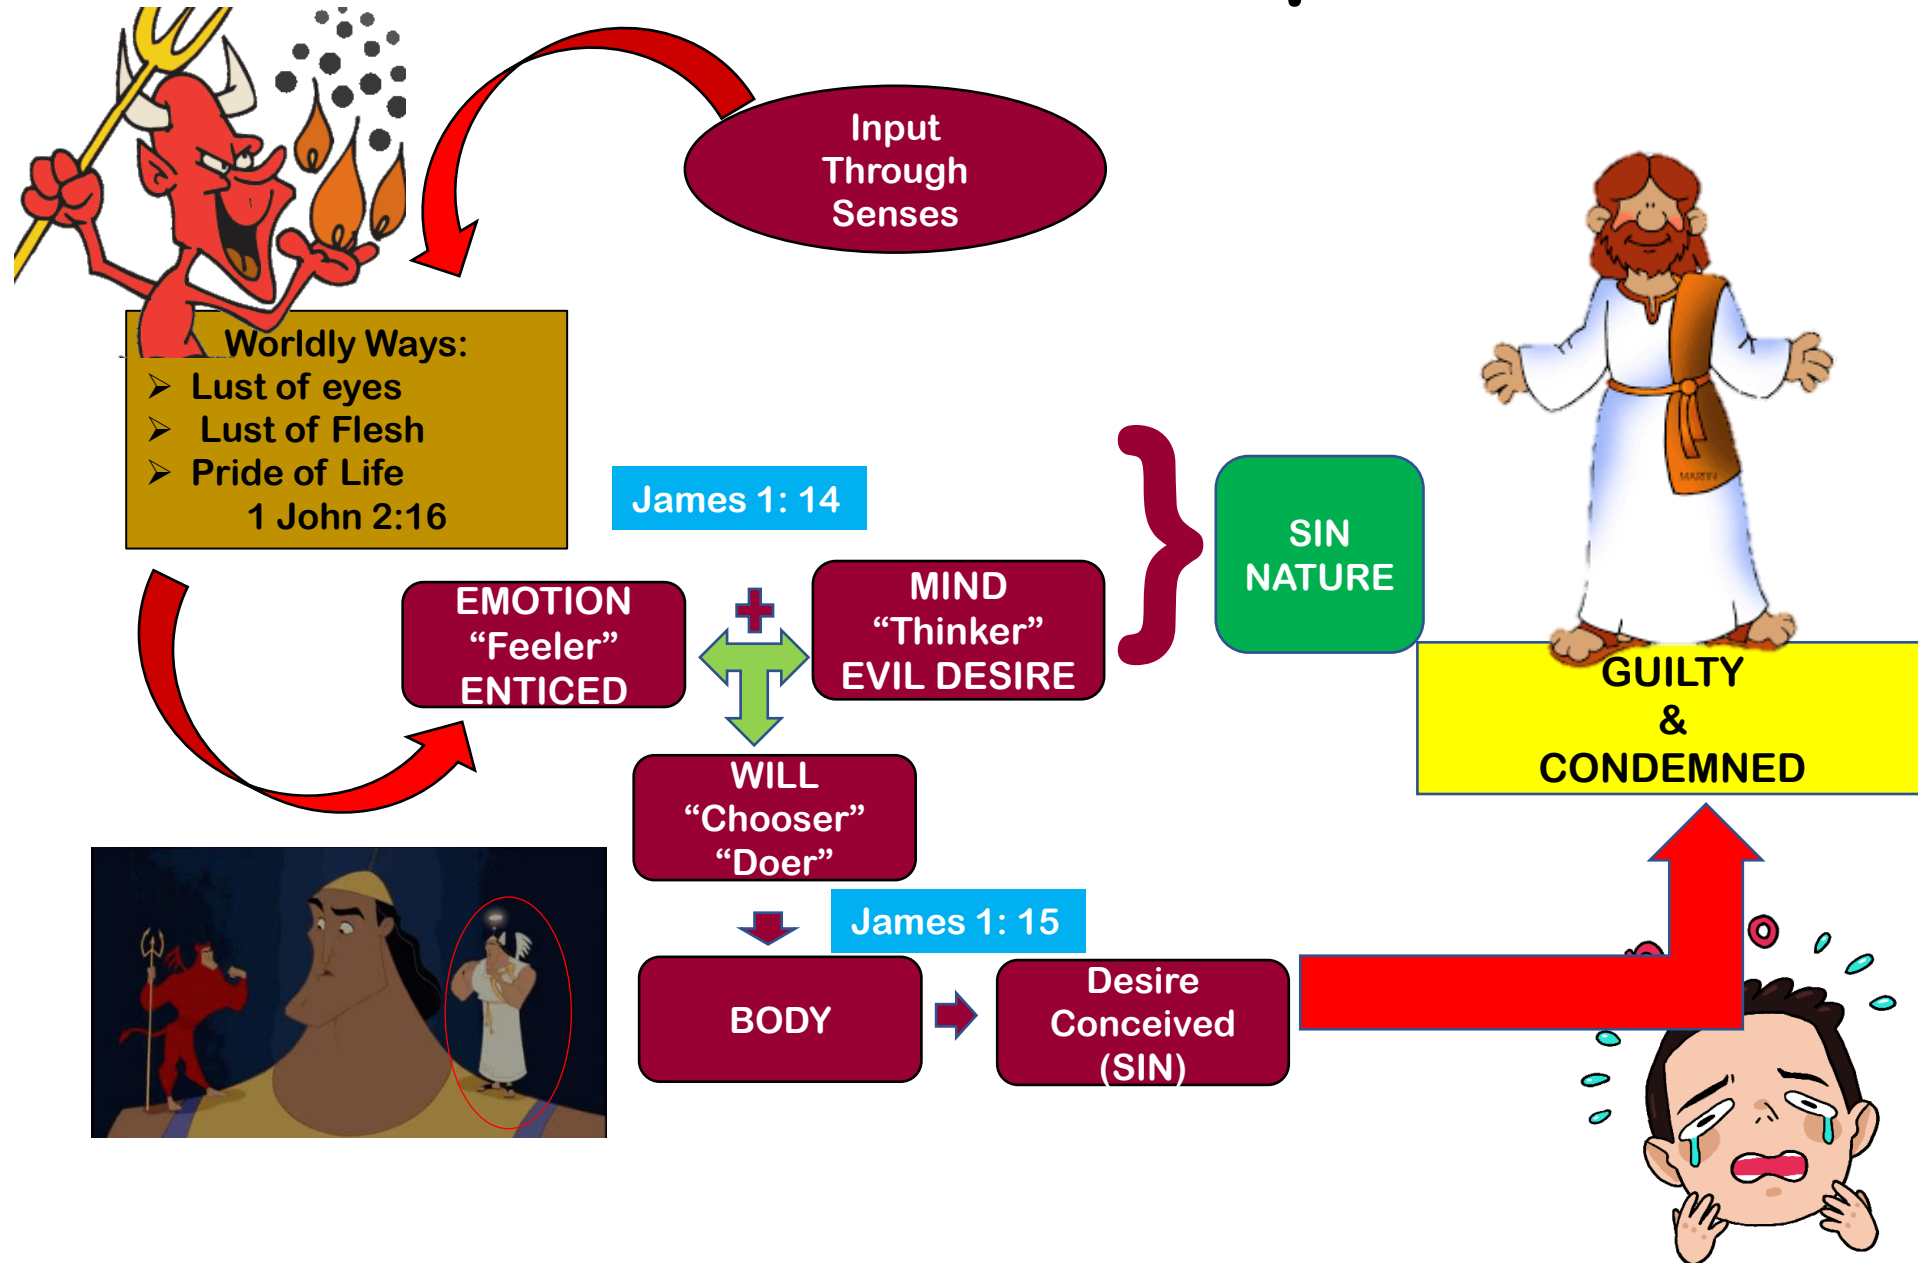 Input
Through
Senses
Worldly Ways:
➢ Lust of eyes
➢ Lust of Flesh
➢ Pride of Life
1 John 2:16
James 1: 14
EMOTION
“Feeler”
ENTICED
MIND
“Thinker”
EVIL DESIRE
SIN
NATURE
MARTIN
GUILTY
&
CONDEMNED
WILL
“Chooser”
“Doer”
James 1: 15
BODY
Desire
Conceived
(SIN)